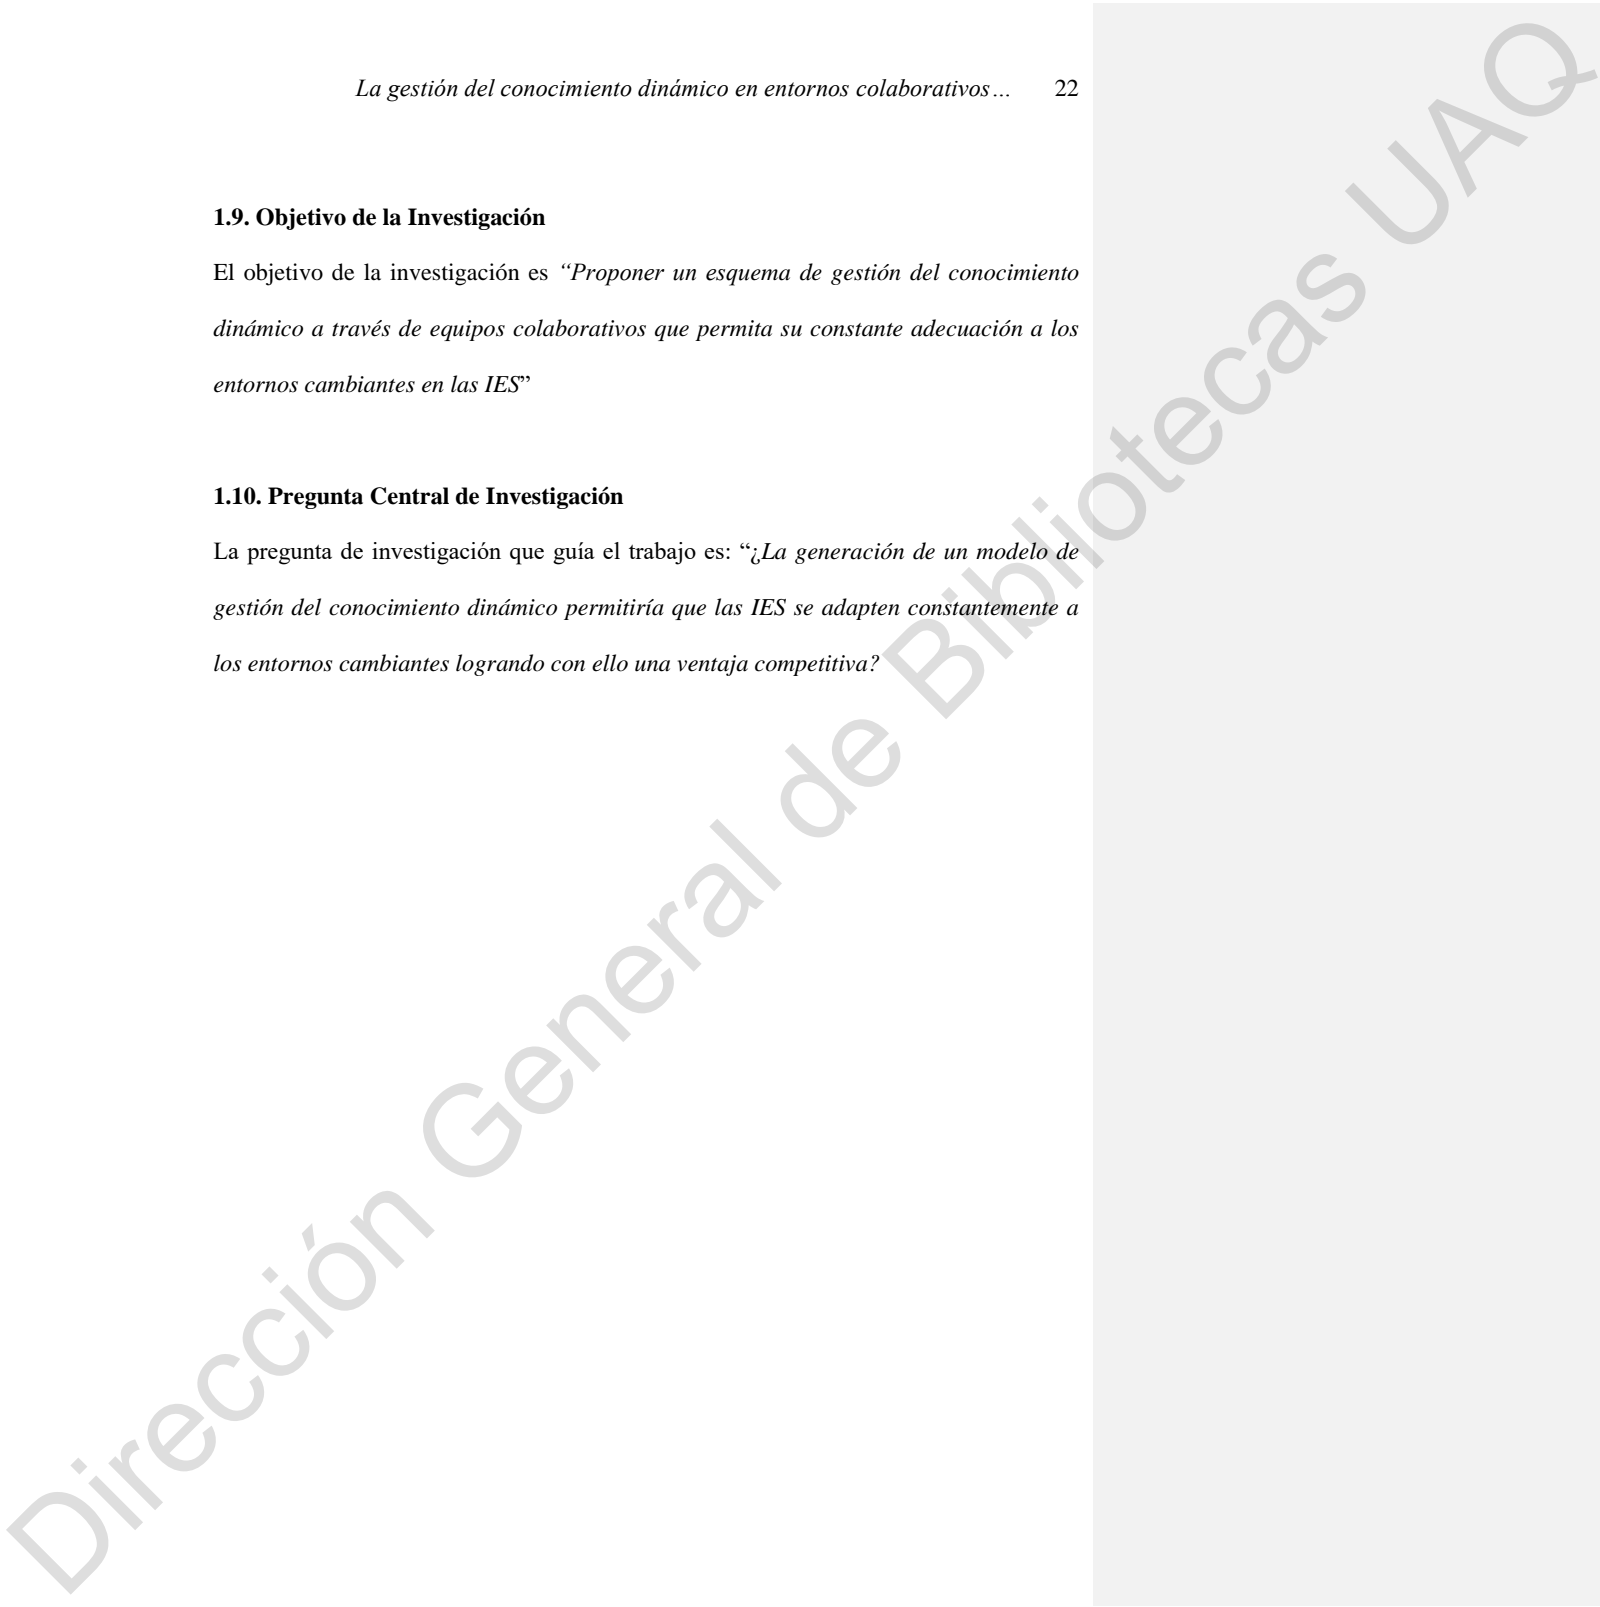 La gestión del conocimiento dinámico en entornos colaborativos... 22
1.9. Objetivo de la Investigación
El objetivo de la investigación es “Proponer un esquema de gestión del conocimiento
dinámico a través de equipos colaborativos que permita su constante adecuación a los
entornos cambiantes en las IES”
1.10. Pregunta Central de Investigación
La pregunta de investigación que guía el trabajo es: “¿La generación de un modelo de
gestión del conocimiento dinámico permitiría que las IES se adapten constantemente a
los entornos cambiantes logrando con ello una ventaja competitiva?
Dirección General de Bibliotecas UAQ